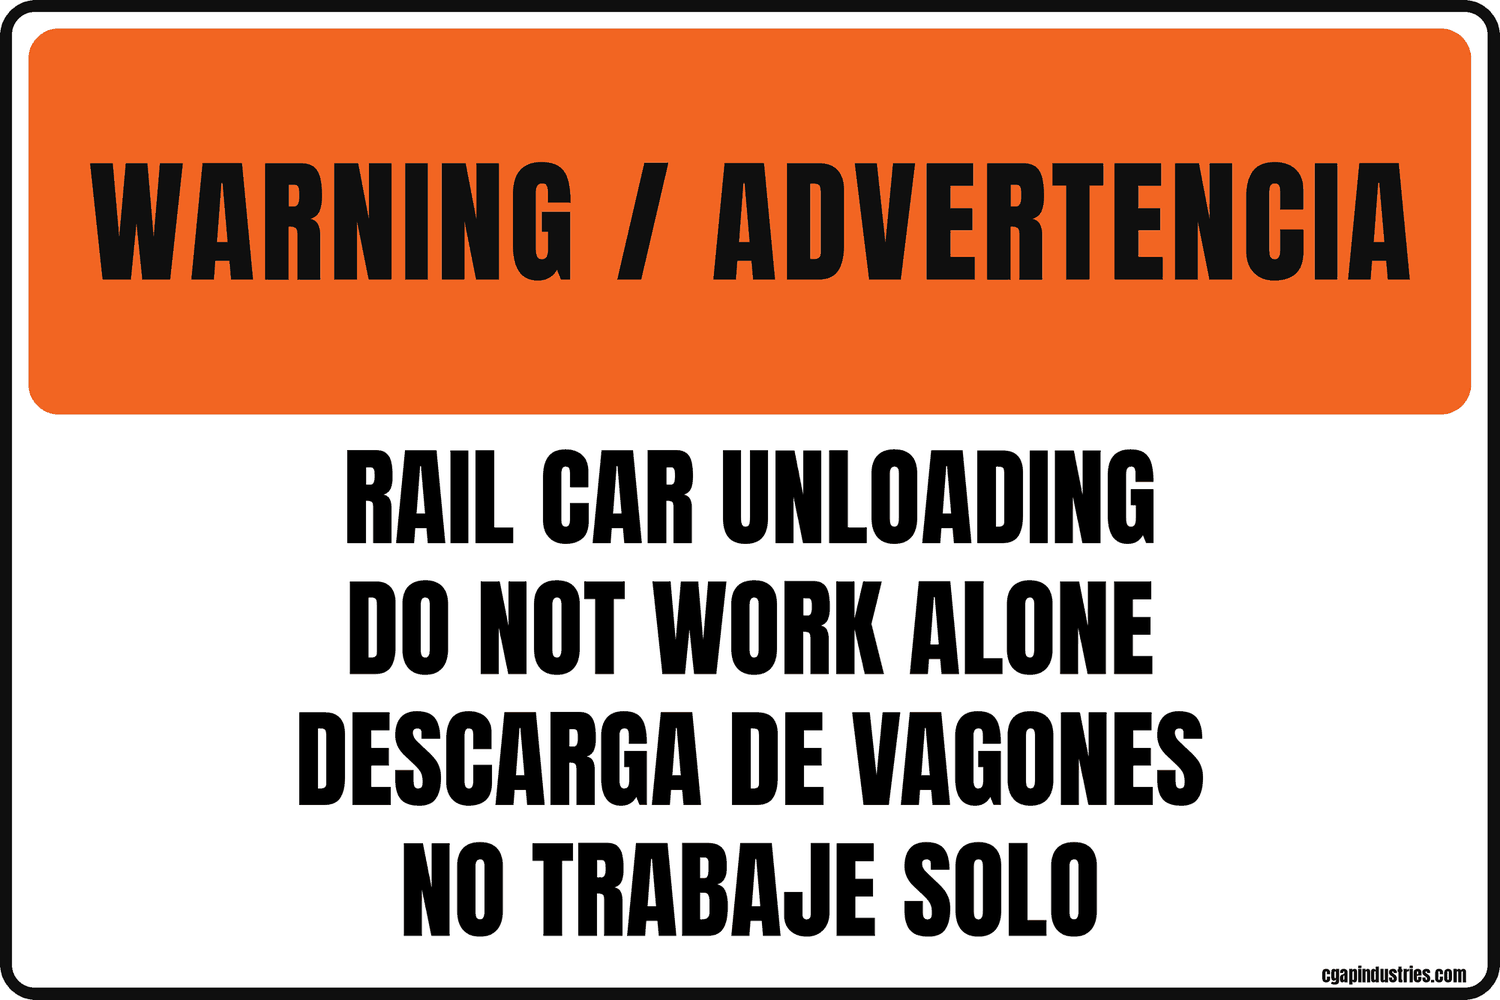 WARNING / ADVERTENCIA
RAIL CAR UNLOADING
DO NOT WORK ALONE
DESCARGA DE VAGONES
NO TRABAJE SOLO
cgapindustries.com